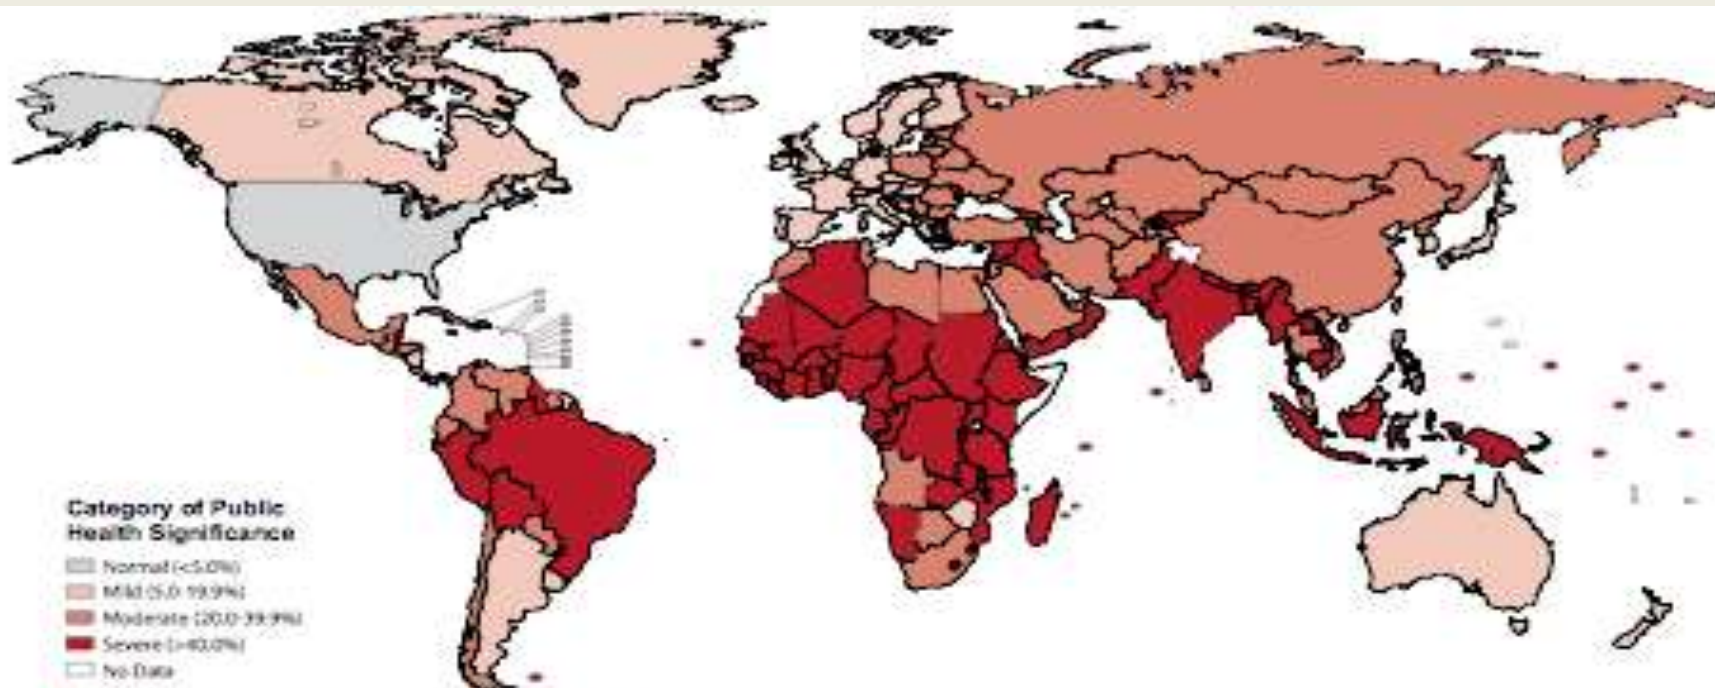 Category of Public
Health Significance
Normal (<5.0%)
Mild (5.0-19.9%)
Moderate (20.0-39.9%)
Severe (>40.0%)
No Data